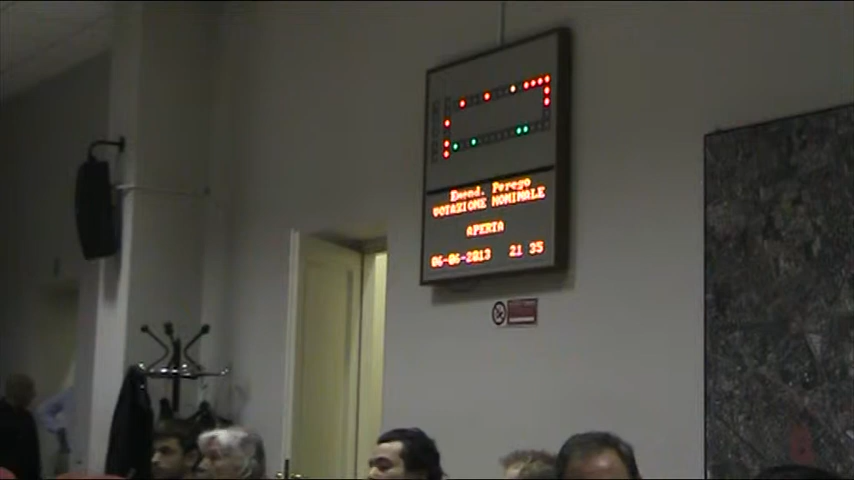 Emend. Perego
VOTAZIONE NOMINALE
APERTA
06-06-2013 21 35